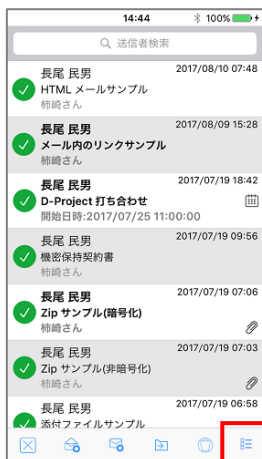 14:44 100%
送信者検索
長尾 民男 2017/08/10 07:48
HTML メールサンプル
柿崎さん
長尾 民男 2017/08/09 15:28
メール内のリンクサンプル
柿崎さん
長尾 民男 2017/07/19 18:42
D-Project 打ち合わせ
開始日時:2017/07/25 11:00:00
長尾 民男 2017/07/19 09:56
機密保持契約書
柿崎さん
長尾 民男 2017/07/19 07:06
Zip サンプル(暗号化)
柿崎さん
長尾 民男 2017/07/19 07:03
Zip サンプル(非暗号化)
柿崎さん
長尾 民男 2017/07/19 06:58
添付ファイルサンプル